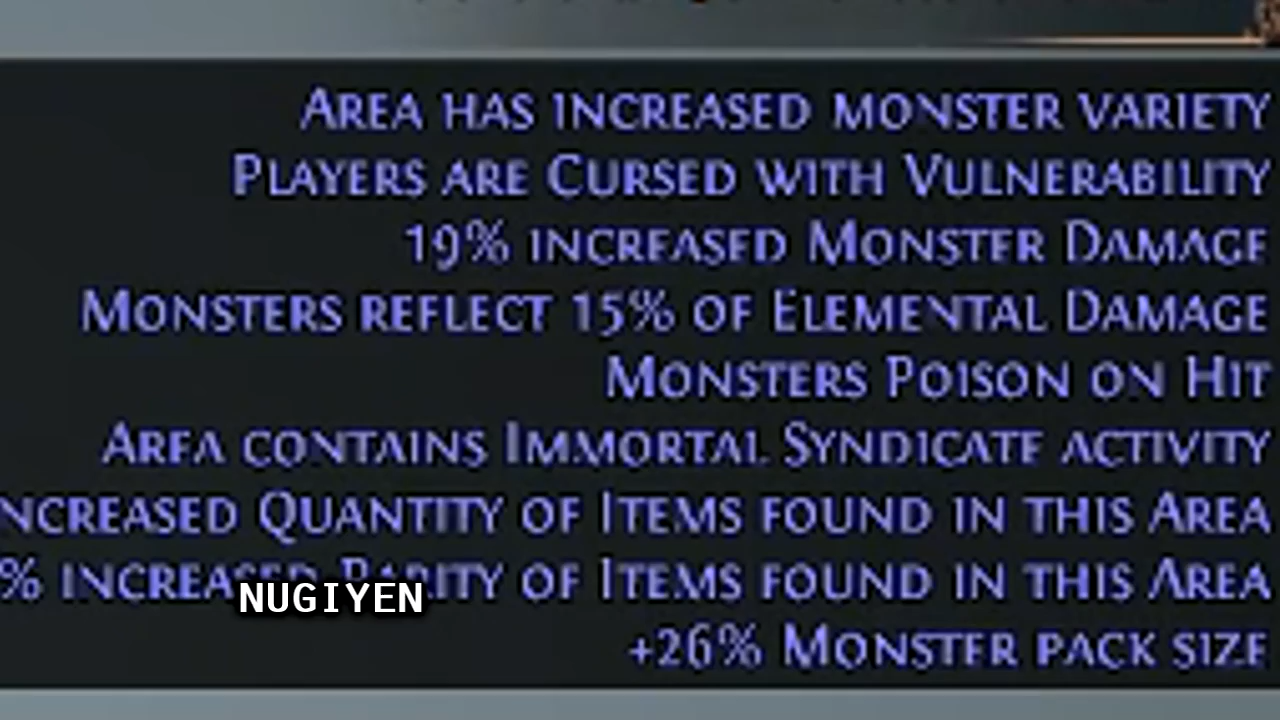 Area has increased monster variety
Players are Cursed with Vulnerability
19% increased Monster Damage
Monsters reflect 15% of Elemental Damage
Monsters Poison on Hit
Area contains Immortal Syndicate activity
ncreased Quantity of Items found in this Area
% increased Rarity of Items found in this Area
NUGIYEN
+26% Monster pack size